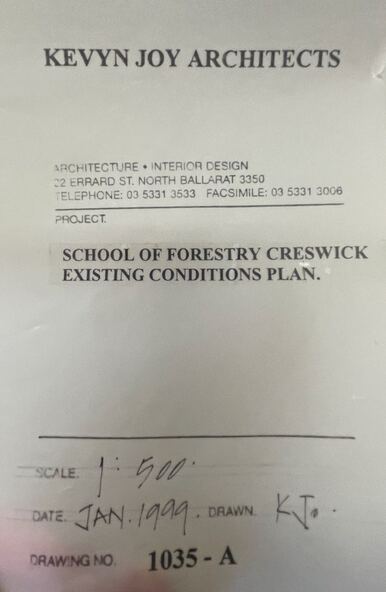 KEVYN JOY ARCHITECTS
ARCHITECTURE • INTERIOR DESIGN
22 ERRARD ST. NORTH BALLARAT 3350
TELEPHONE: 03 5331 3533 FACSIMILE: 03 5331 3006
PROJECT.
SCHOOL OF FORESTRY CRESWICK
EXISTING CONDITIONS PLAN.
SCALE. 1:500.
DATE. JAN.1999. DRAWN. KJ.
DRAWING NO. 1035 - A